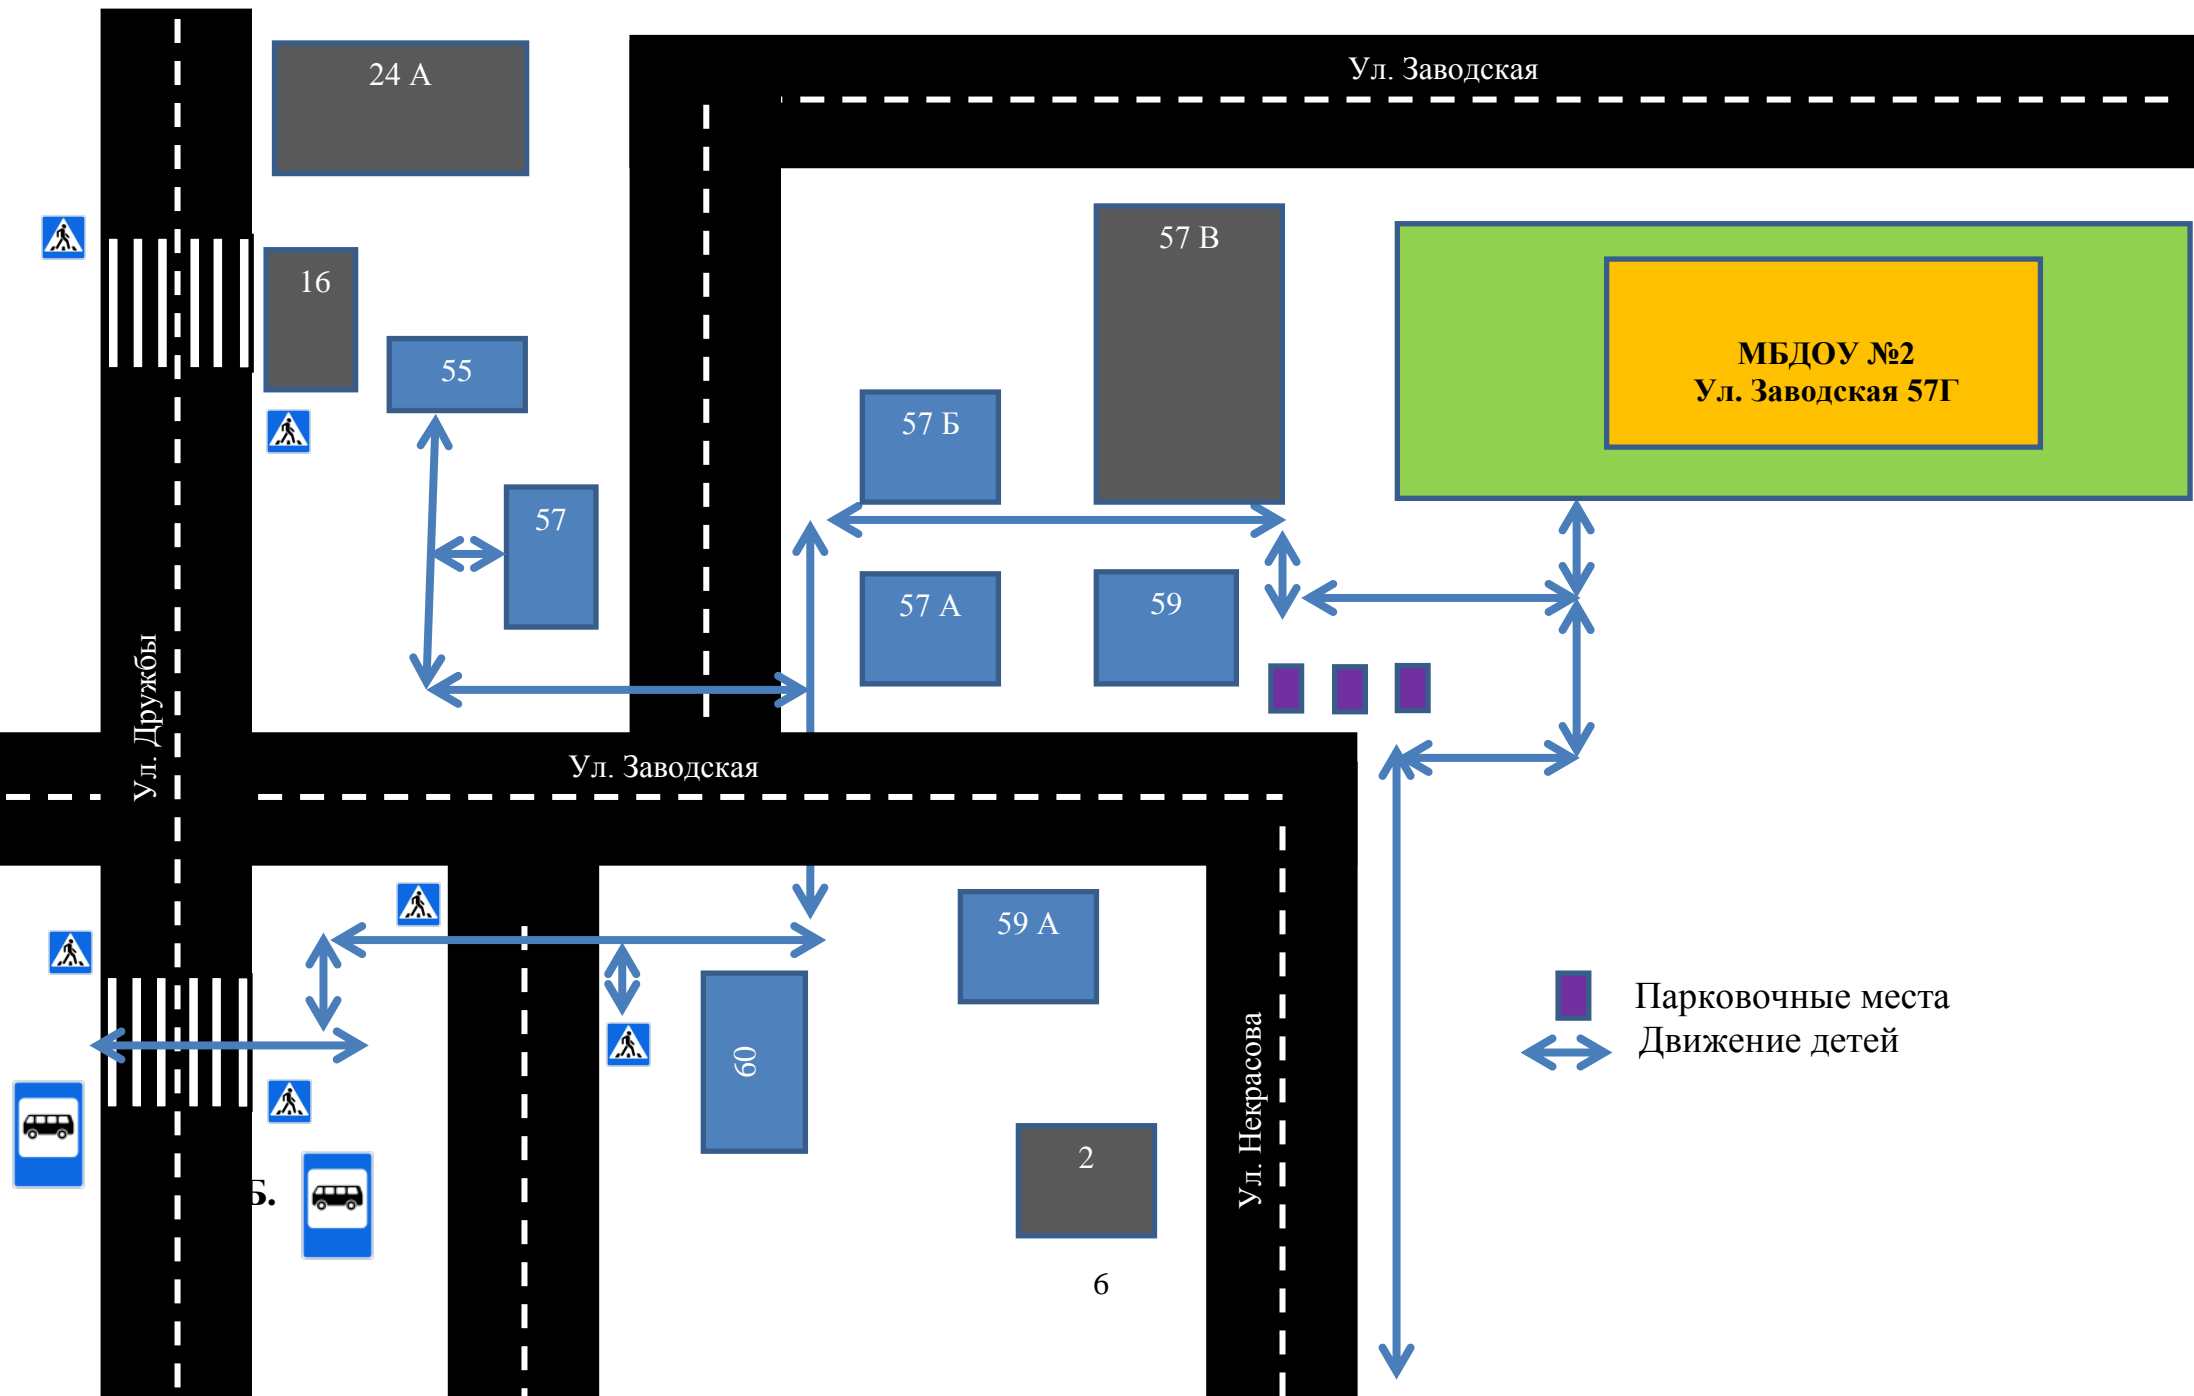 24 А
Ул. Заводская
16
55
57
57 Б
57 В
МБДОУ №2
Ул. Заводская 57Г
57 А
59
Ул. Дружбы
Ул. Заводская
59 А
60
2
6
Ул. Некрасова
Б.
Парковочные места
Движение детей